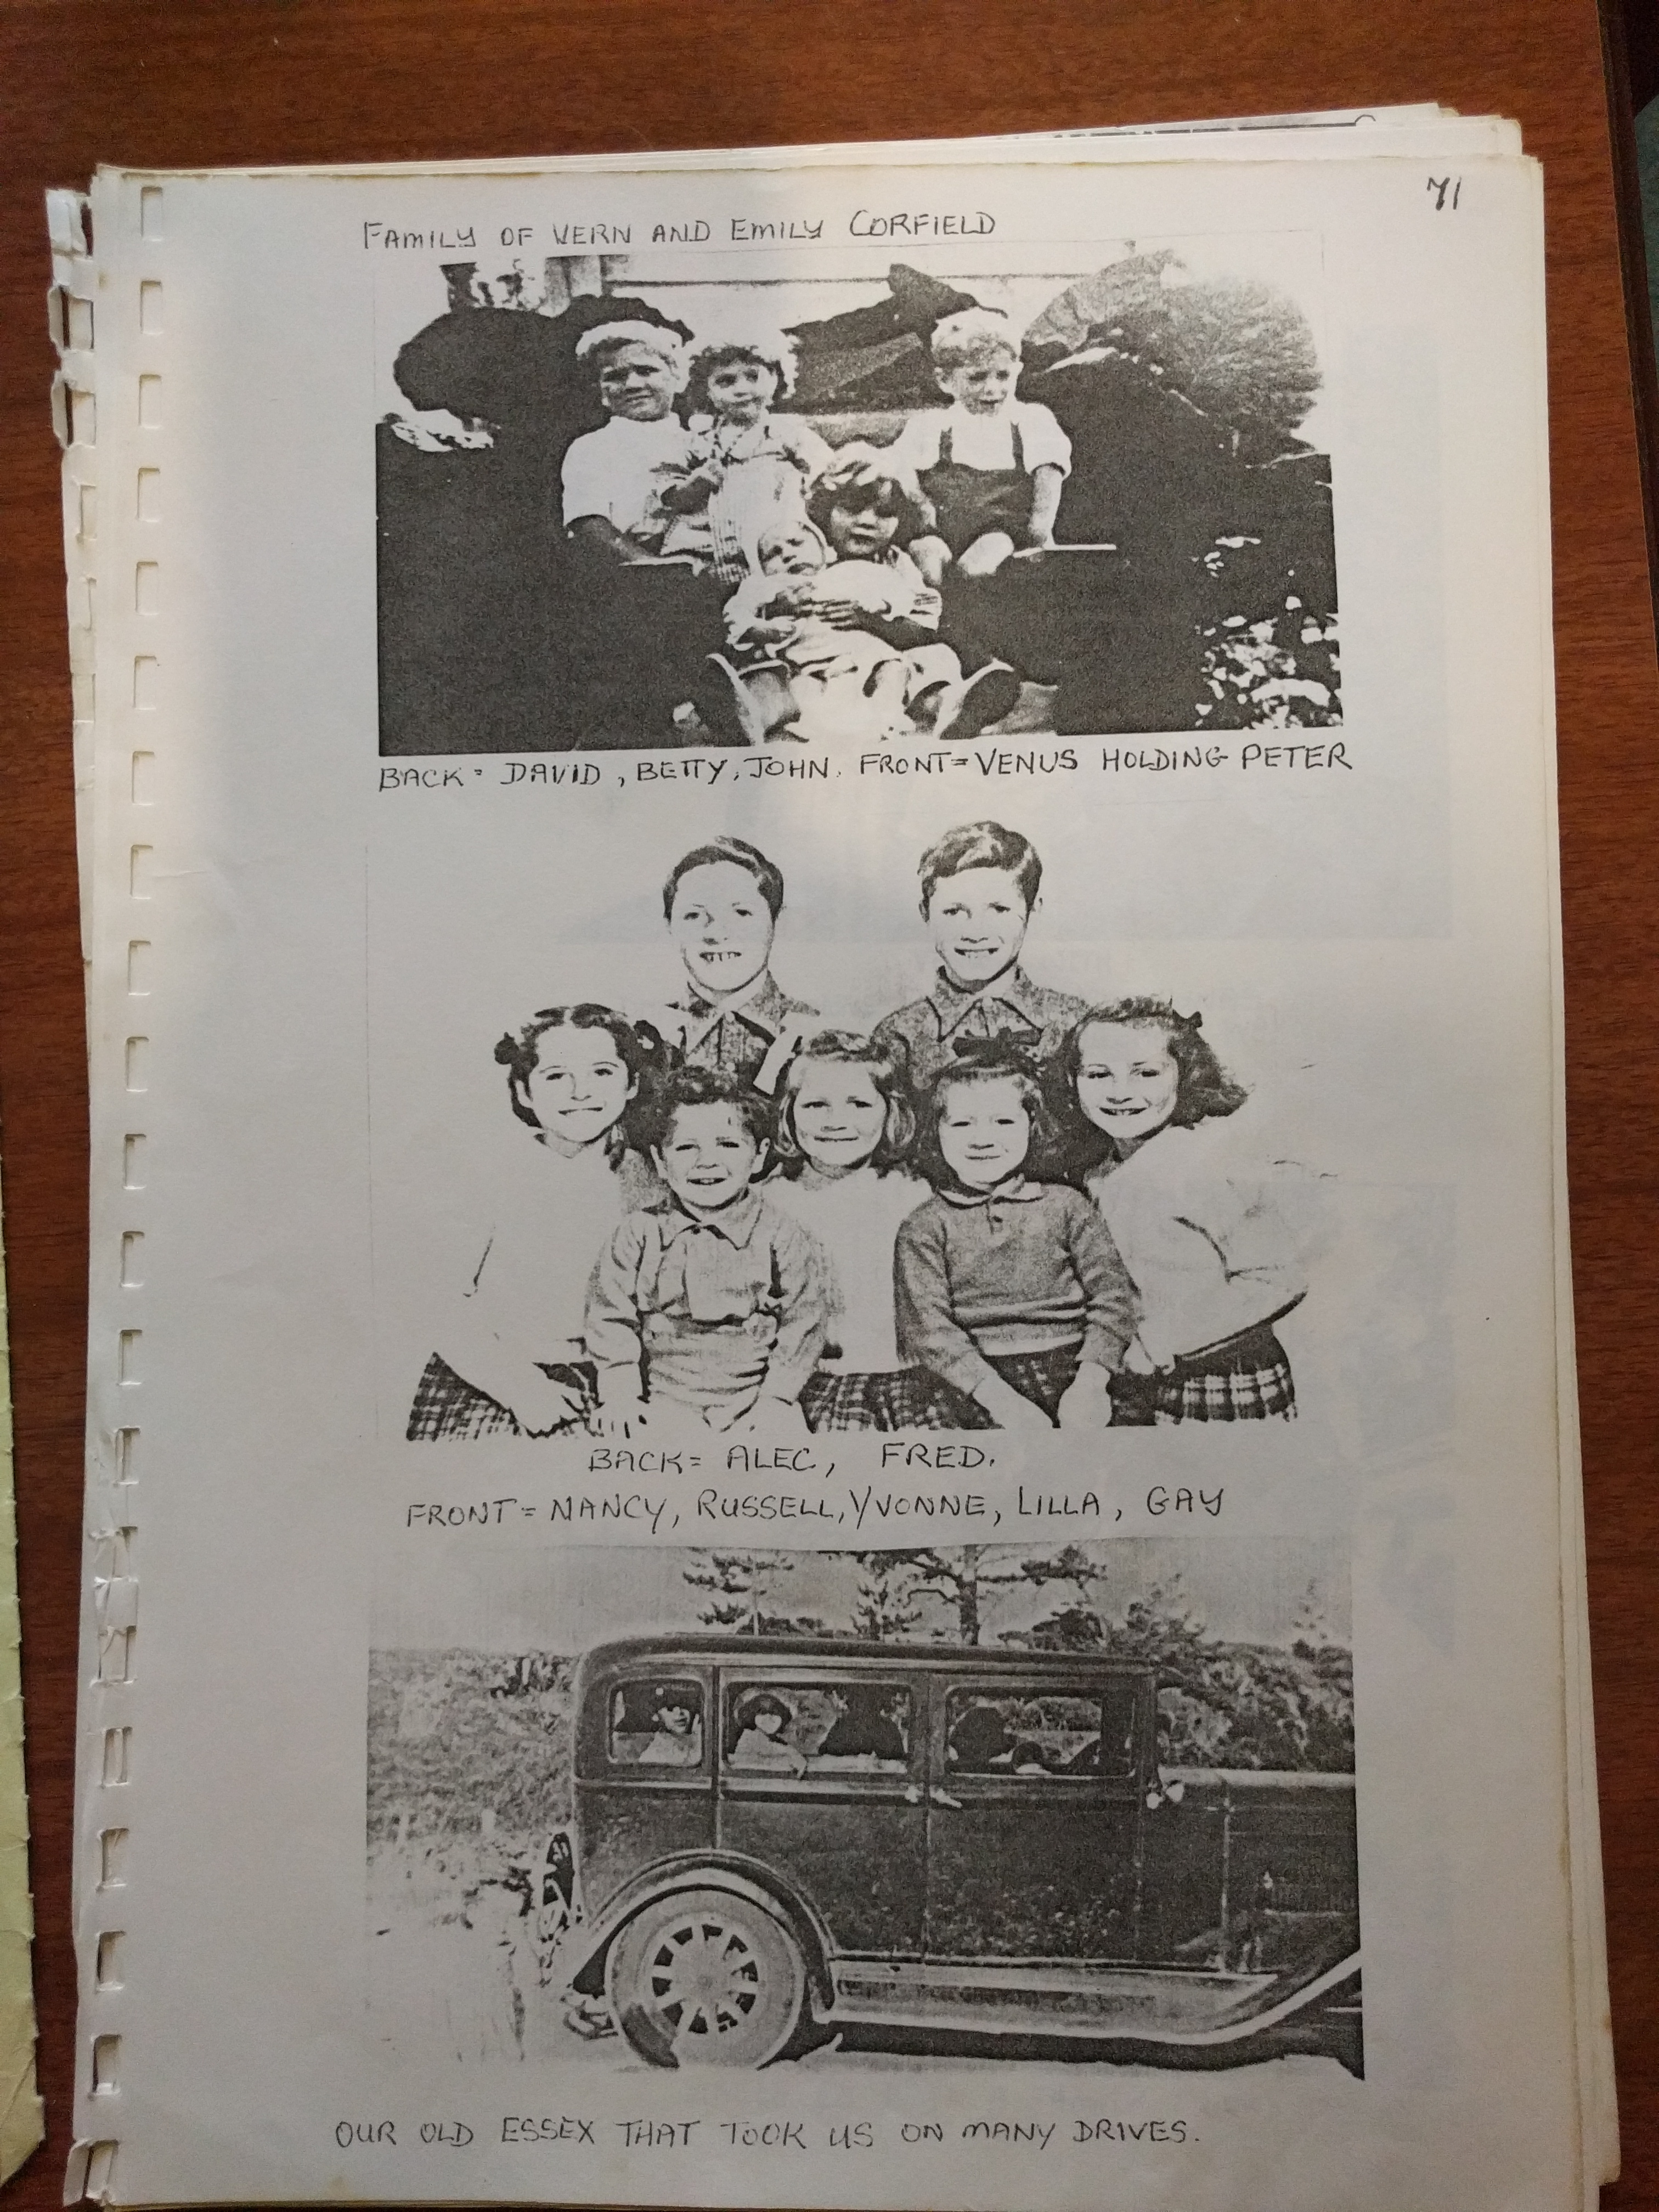 71
FAMILY OF VERN AND EMILY CORFIELD
BACK= DAVID, BETTY, JOHN. FRONT= VENUS HOLDING PETER
BACK= ALEC, FRED.
FRONT= NANCY, RUSSELL, YVONNE, LILLA, GAY
OUR OLD ESSEX THAT TOOK US ON MANY DRIVES.